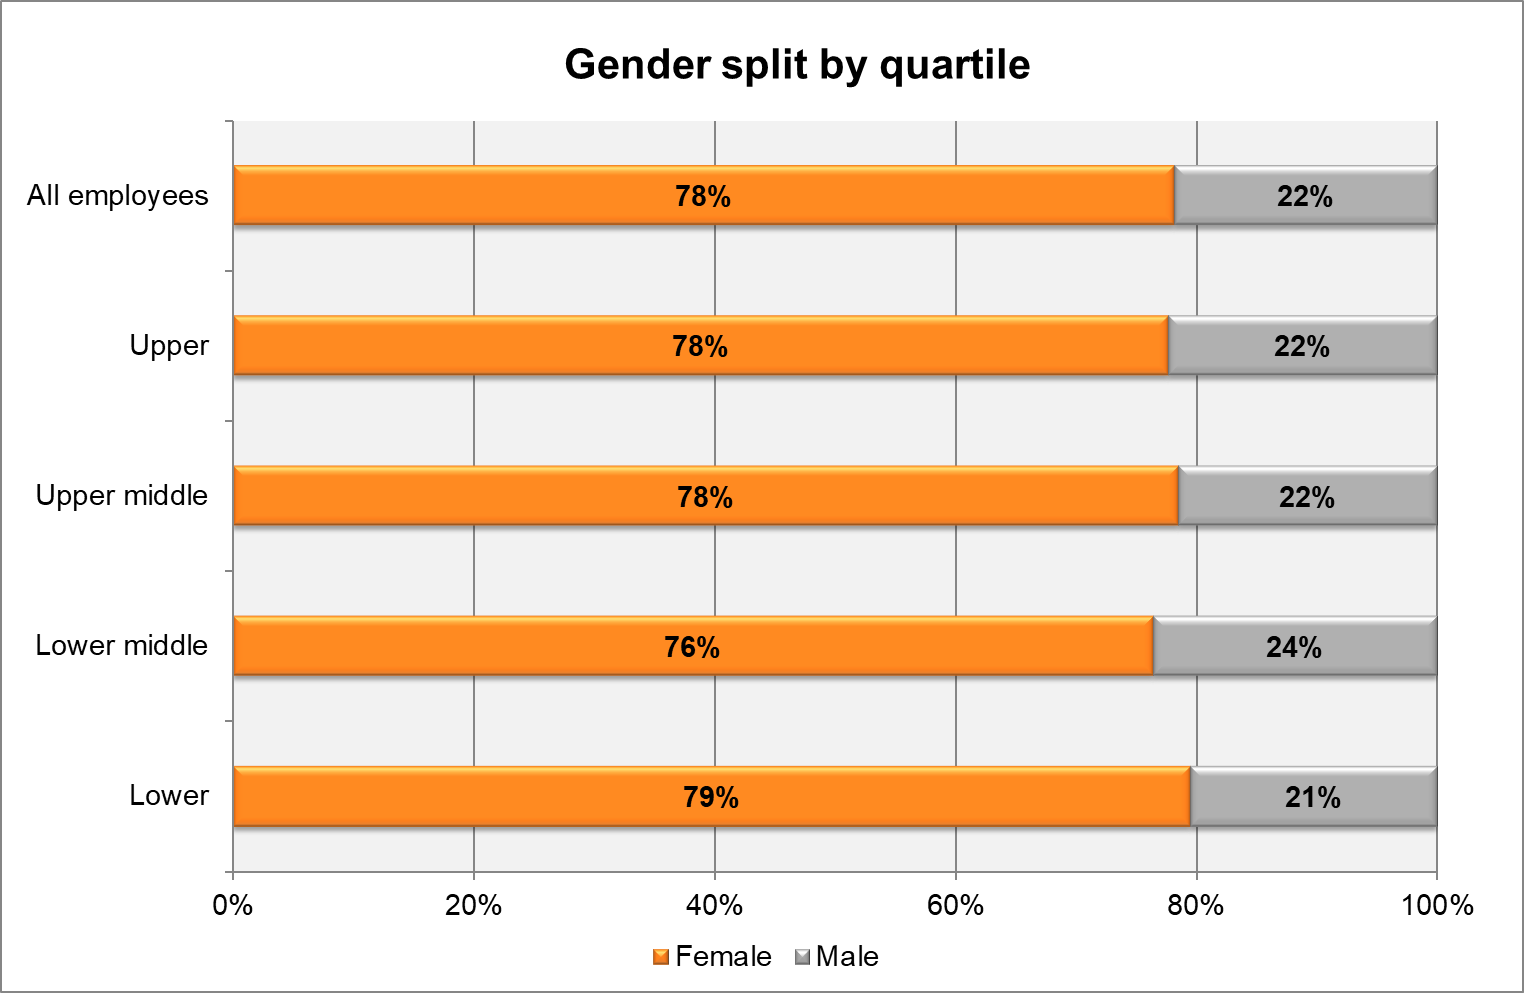 Gender split by quartile
All employees 78% 22%
Upper 78% 22%
Upper middle 78% 22%
Lower middle 76% 24%
Lower 79% 21%
0% 20% 40% 60% 80% 100%
Female Male